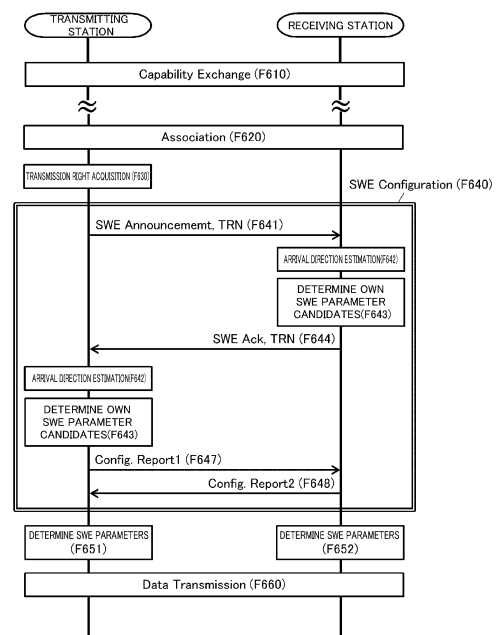 TRANSMITTING
STATION
RECEIVING STATION
Capability Exchange (F610)
Association (F620)
TRANSMISSION RIGHT ACQUISITION (F630)
SWE Configuration (F640)
SWE Announcememt, TRN (F641)
ARRIVAL DIRECTION ESTIMATION(F642)
DETERMINE OWN
SWE PARAMETER
CANDIDATES(F643)
SWE Ack, TRN (F644)
ARRIVAL DIRECTION ESTIMATION(F642)
DETERMINE OWN
SWE PARAMETER
CANDIDATES(F643)
Config. Report1 (F647)
Config. Report2 (F648)
DETERMINE SWE PARAMETERS
(F651)
DETERMINE SWE PARAMETERS
(F652)
Data Transmission (F660)